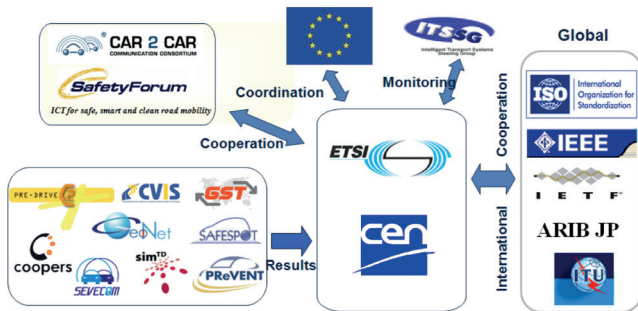 CAR 2 CAR
COMMUNICATION CONSORTIUM
SafetyForum
ICT for safe, smart and clean road mobility
ITSSG
Intelligent Transport Systems
Steering Group
Global
Coordination
Monitoring
Cooperation
ISO
International
Organization for
Standardization
IEEE
IETF®
ARIB JP
ITU
ETSI
cen
International
Cooperation
PRE-DRIVE
CVIS
GST
GeoNet
SAFESPOT
coopers
SEVECOM
simTD
PReVENT
Results